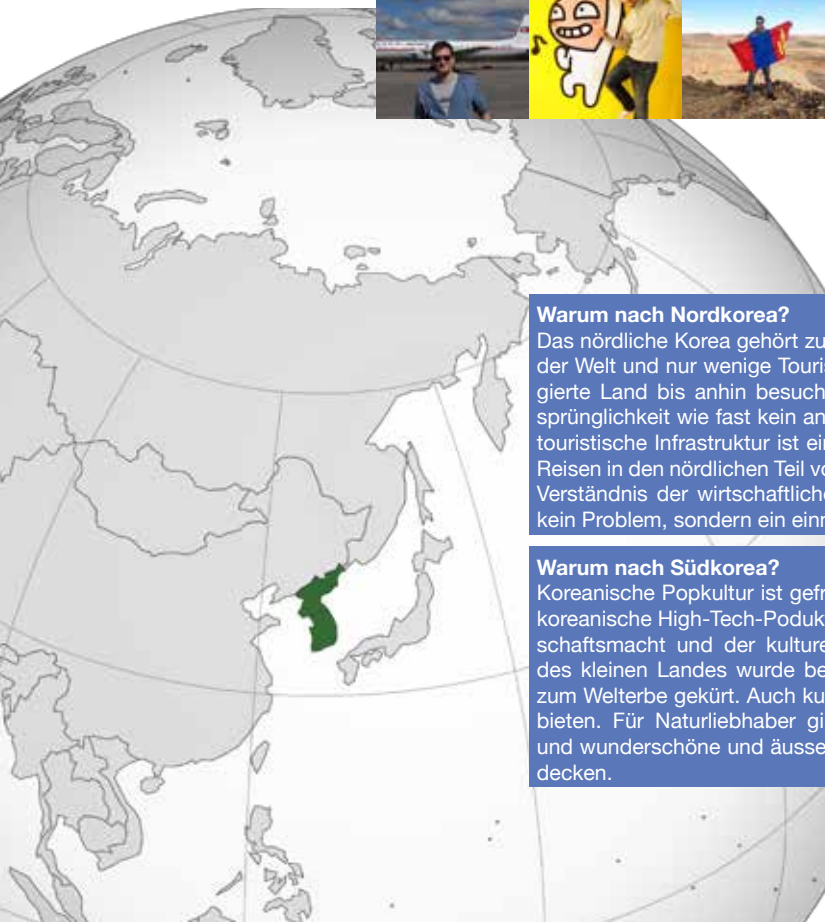 Warum nach Nordkorea?
Das nördliche Korea gehört zu
der Welt und nur wenige Touris
gierte Land bis anhin besuch
sprünglichkeit wie fast kein an
touristische Infrastruktur ist ein
Reisen in den nördlichen Teil vo
Verständnis der wirtschaftliche
kein Problem, sondern ein einm
Warum nach Südkorea?
Koreanische Popkultur ist gefr
koreanische High-Tech-Poduk
schaftsmacht und der kulture
des kleinen Landes wurde be
zum Welterbe gekürt. Auch ku
bieten. Für Naturliebhaber gi
und wunderschöne und äusse
decken.